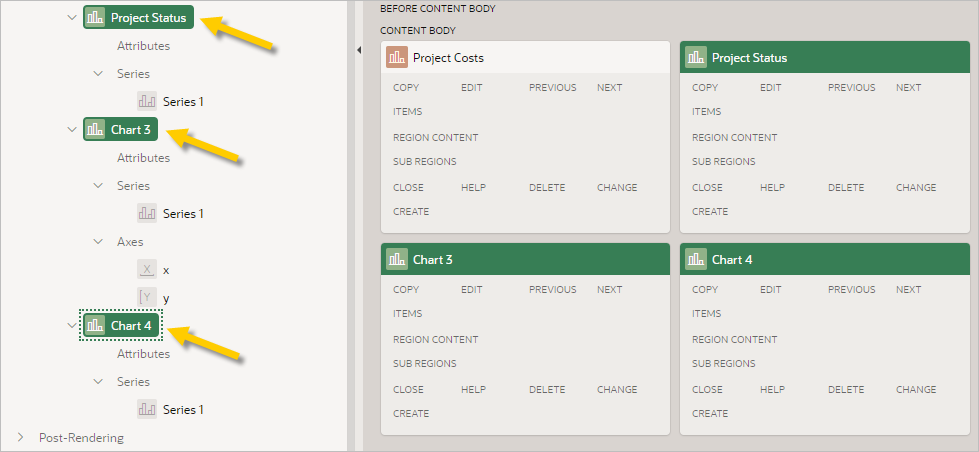 Project Status
Attributes
Series
Series 1
Chart 3
Attributes
Series
Series 1
Axes
X x
Y y
Chart 4
Attributes
Series
Series 1
Post-Rendering
BEFORE CONTENT BODY
CONTENT BODY
Project Costs
COPY EDIT PREVIOUS NEXT
ITEMS
REGION CONTENT
SUB REGIONS
CLOSE HELP DELETE CHANGE
CREATE
Project Status
COPY EDIT PREVIOUS NEXT
ITEMS
REGION CONTENT
SUB REGIONS
CLOSE HELP DELETE CHANGE
CREATE
Chart 3
COPY EDIT PREVIOUS NEXT
ITEMS
REGION CONTENT
SUB REGIONS
CLOSE HELP DELETE CHANGE
CREATE
Chart 4
COPY EDIT PREVIOUS NEXT
ITEMS
REGION CONTENT
SUB REGIONS
CLOSE HELP DELETE CHANGE
CREATE